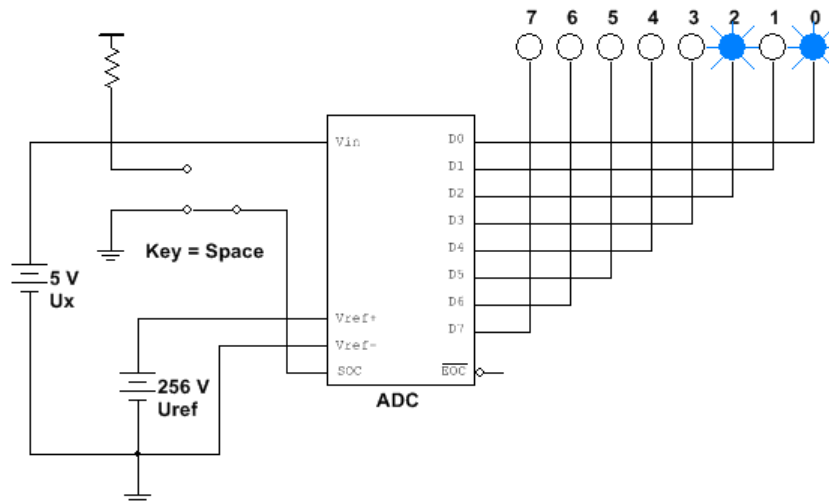 7 6 5 4 3 2 1 0
Vin
D0
D1
D2
D3
D4
D5
D6
D7
Key = Space
5 V
Ux
Vref+
Vref-
SOC
EOC
256 V
Uref
ADC